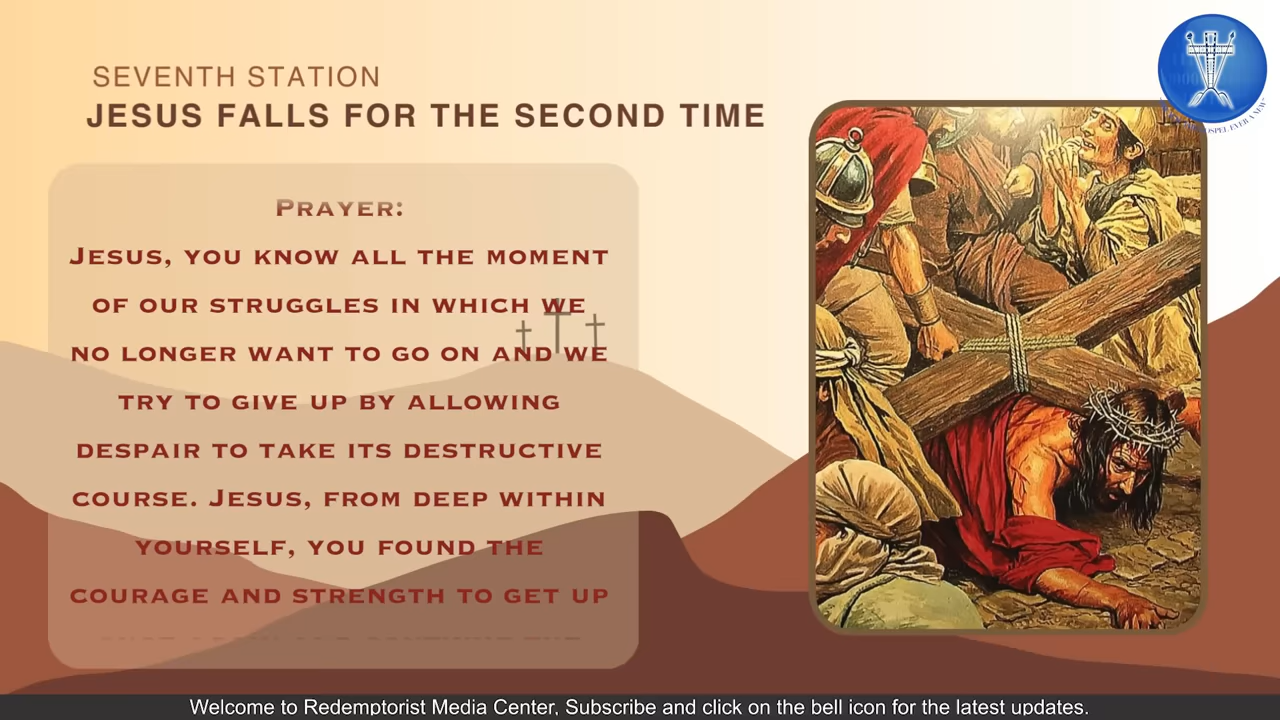 SEVENTH STATION
JESUS FALLS FOR THE SECOND TIME
PRAYER:
JESUS, YOU KNOW ALL THE MOMENT
OF OUR STRUGGLES IN WHICH WE
NO LONGER WANT TO GO ON AND WE
TRY TO GIVE UP BY ALLOWING
DESPAIR TO TAKE ITS DESTRUCTIVE
COURSE. JESUS, FROM DEEP WITHIN
YOURSELF, YOU FOUND THE
COURAGE AND STRENGTH TO GET UP
Welcome to Redemptorist Media Center, Subscribe and click on the bell icon for the latest updates.